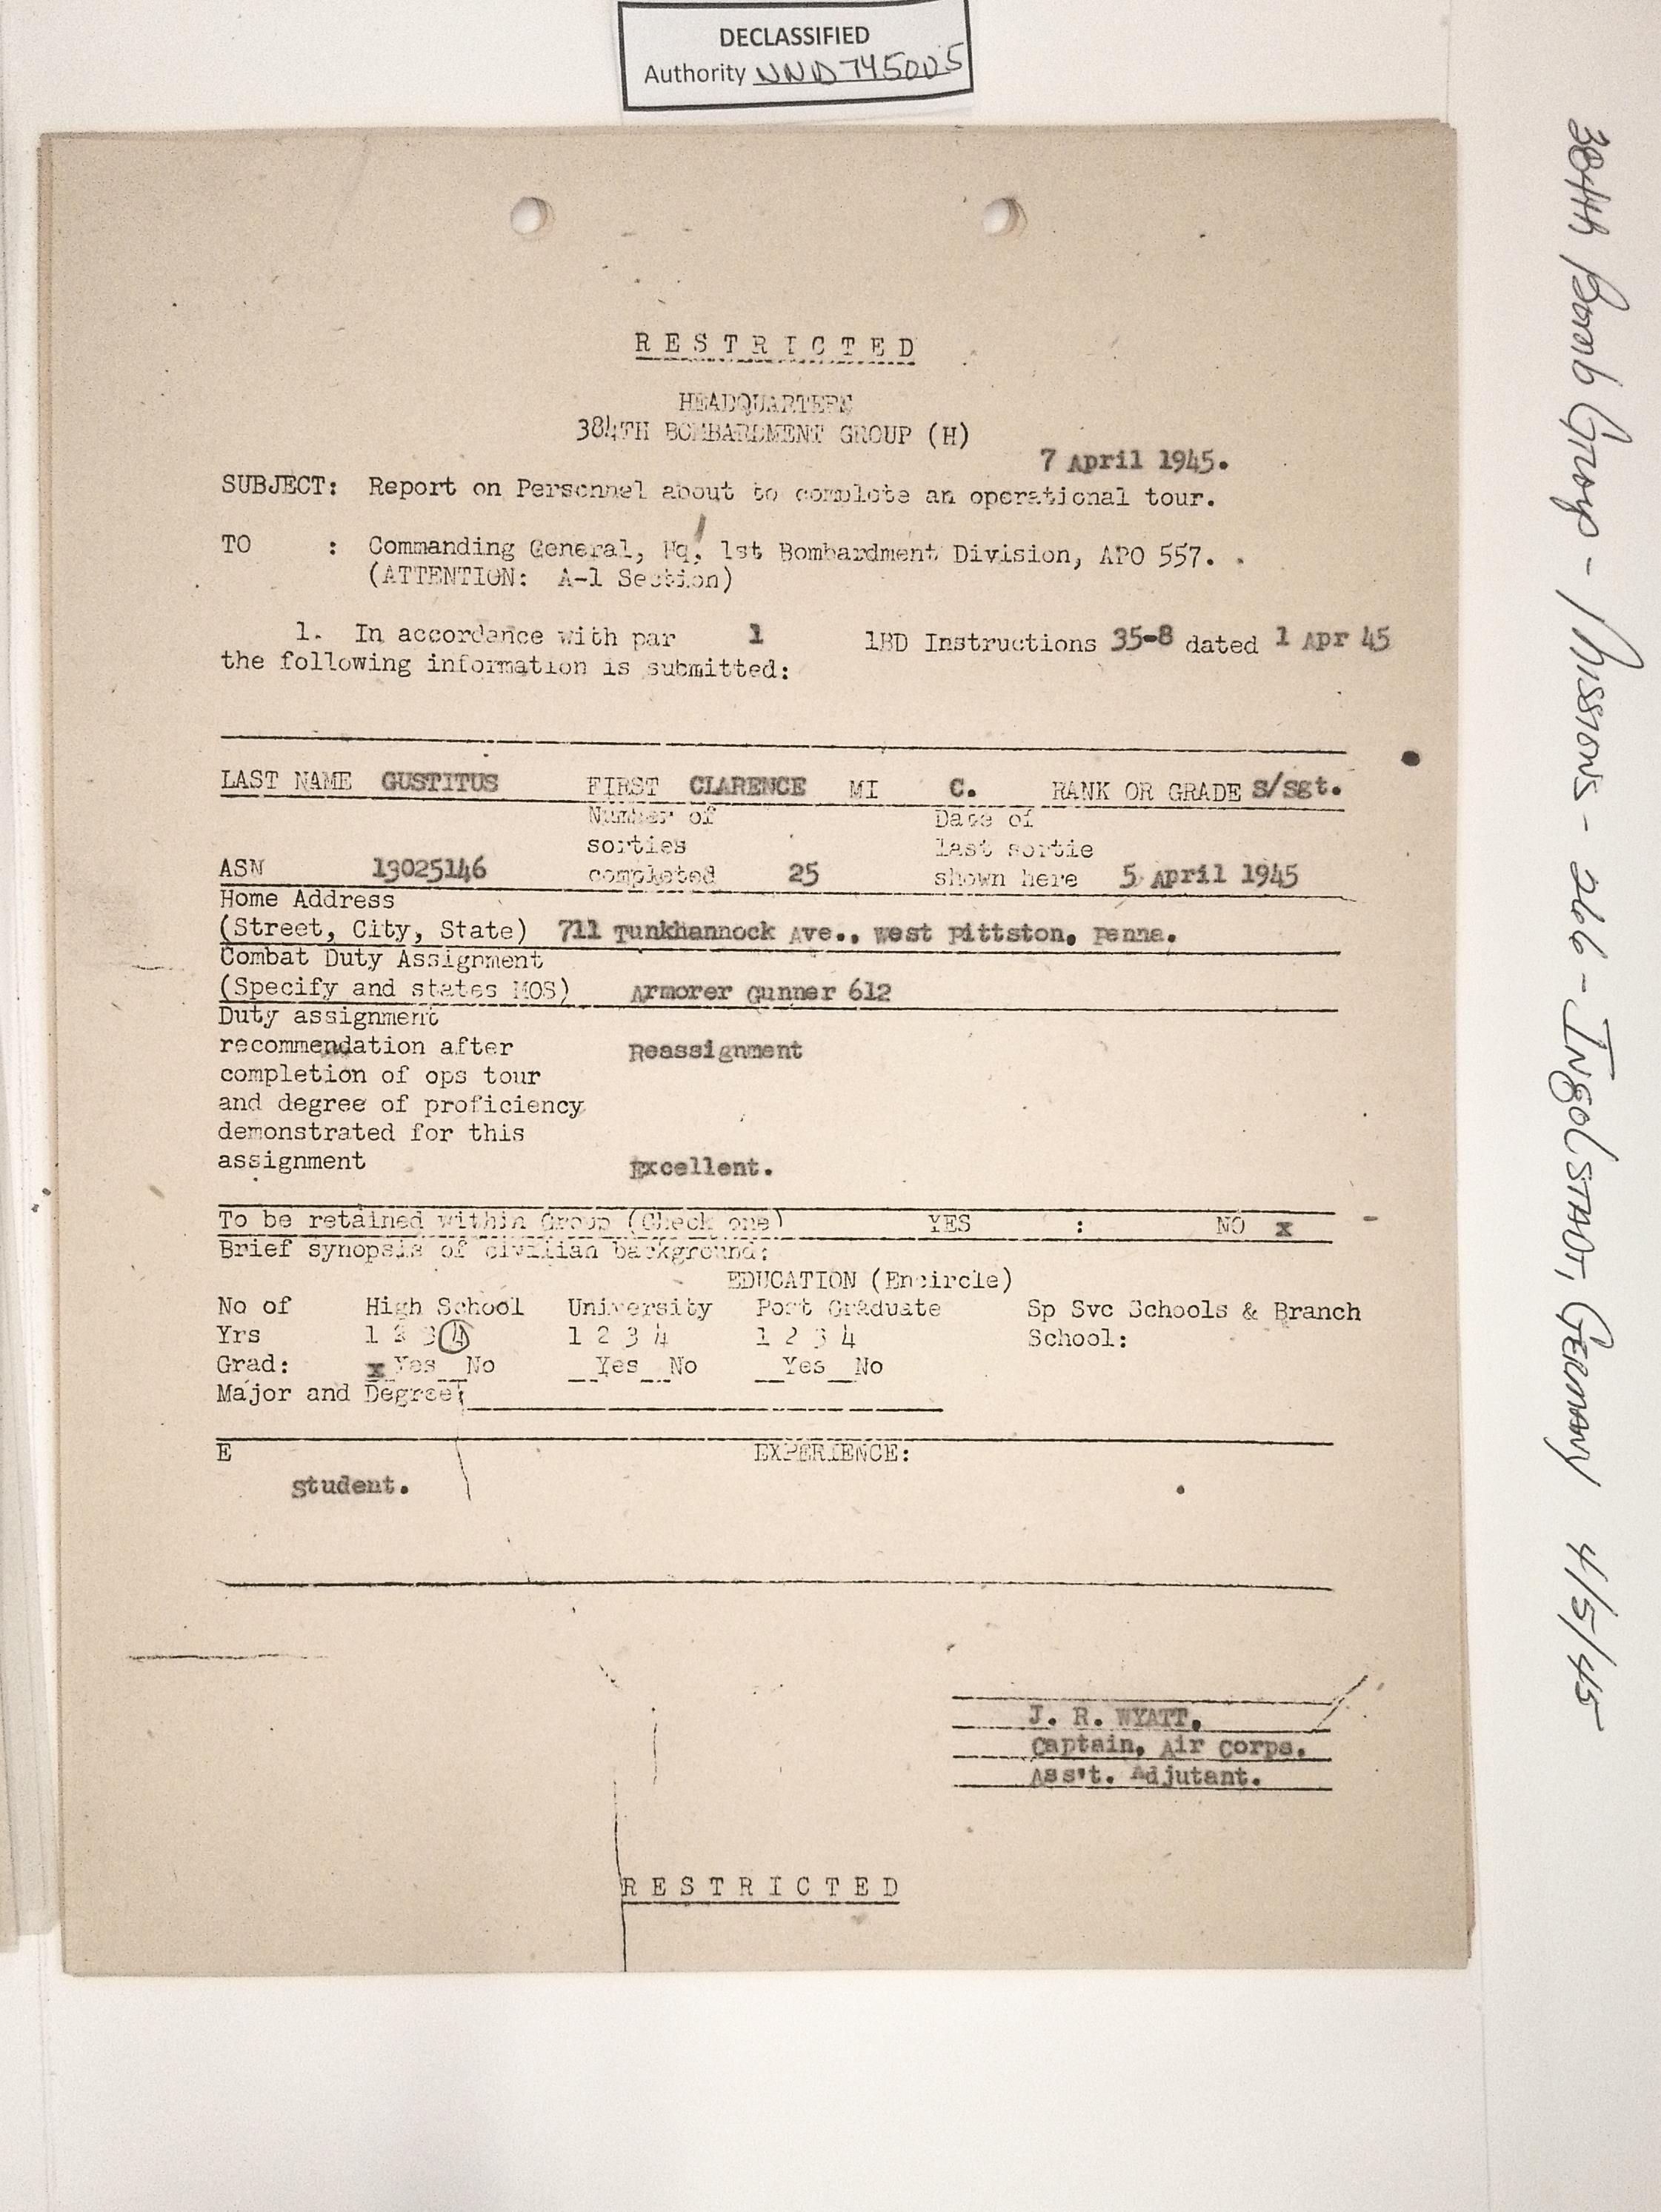 DECLASSIFIED
Authority NND 745005
R E S T R I C T E D
HEADQUARTERS
384TH BOMBARDMENT GROUP (H)
7 April 1945.
SUBJECT: Report on Personnel about to complete an operational tour.
TO : Commanding General, Hq, 1st Bombardment Division, APO 557.
(ATTENTION: A-1 Section)
1. In accordance with par 1 1BD Instructions 35-8 dated 1 Apr 45
the following information is submitted:
LAST NAME GUSTITUS FIRST CLARENCE MI C. RANK OR GRADE S/Sgt.
Number of Date of
sorties last sortie
ASN 13025146 completed 25 shown here 5 April 1945
Home Address
(Street, City, State) 711 Tunkhannock Ave., West Pittston, Penna.
Combat Duty Assignment
(Specify and states MOS) Armorer Gunner 612
Duty assignment
recommendation after Reassignment
completion of ops tour
and degree of proficiency
demonstrated for this
assignment Excellent.
To be retained within Group (Check one) YES : NO x
Brief synopsis of civilian background:
EDUCATION (Encircle)
No of High School University Port Graduate Sp Svc Schools & Branch
Yrs 1 2 3 4 1 2 3 4 1 2 3 4 School:
Grad: x Yes No Yes No Yes No
Major and Degree:
E EXPERIENCE:
Student.
J. R. WYATT,
Captain, Air Corps.
Ass't. Adjutant.
R E S T R I C T E D
384th Bomb Group - Missions - 266 - Ingolstadt, Germany 4/5/45